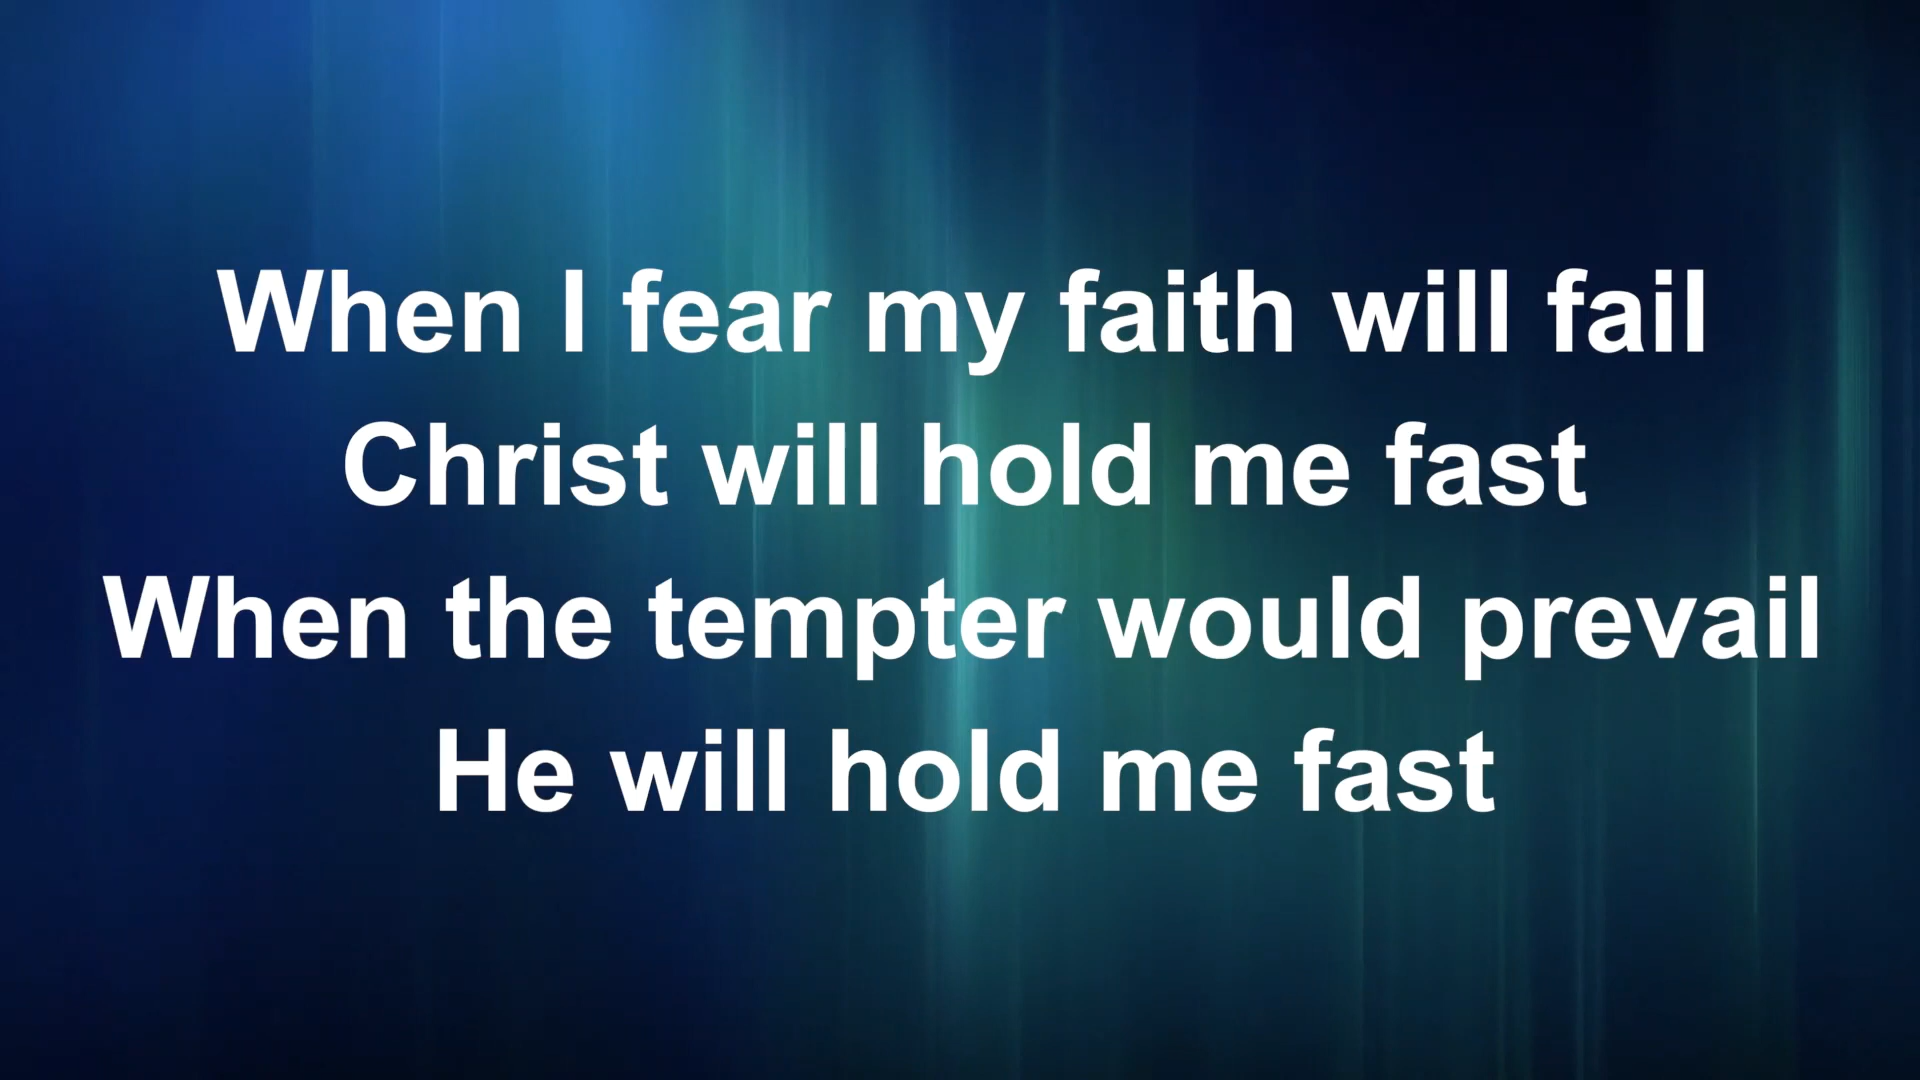 When I fear my faith will fail
Christ will hold me fast
When the tempter would prevail
He will hold me fast